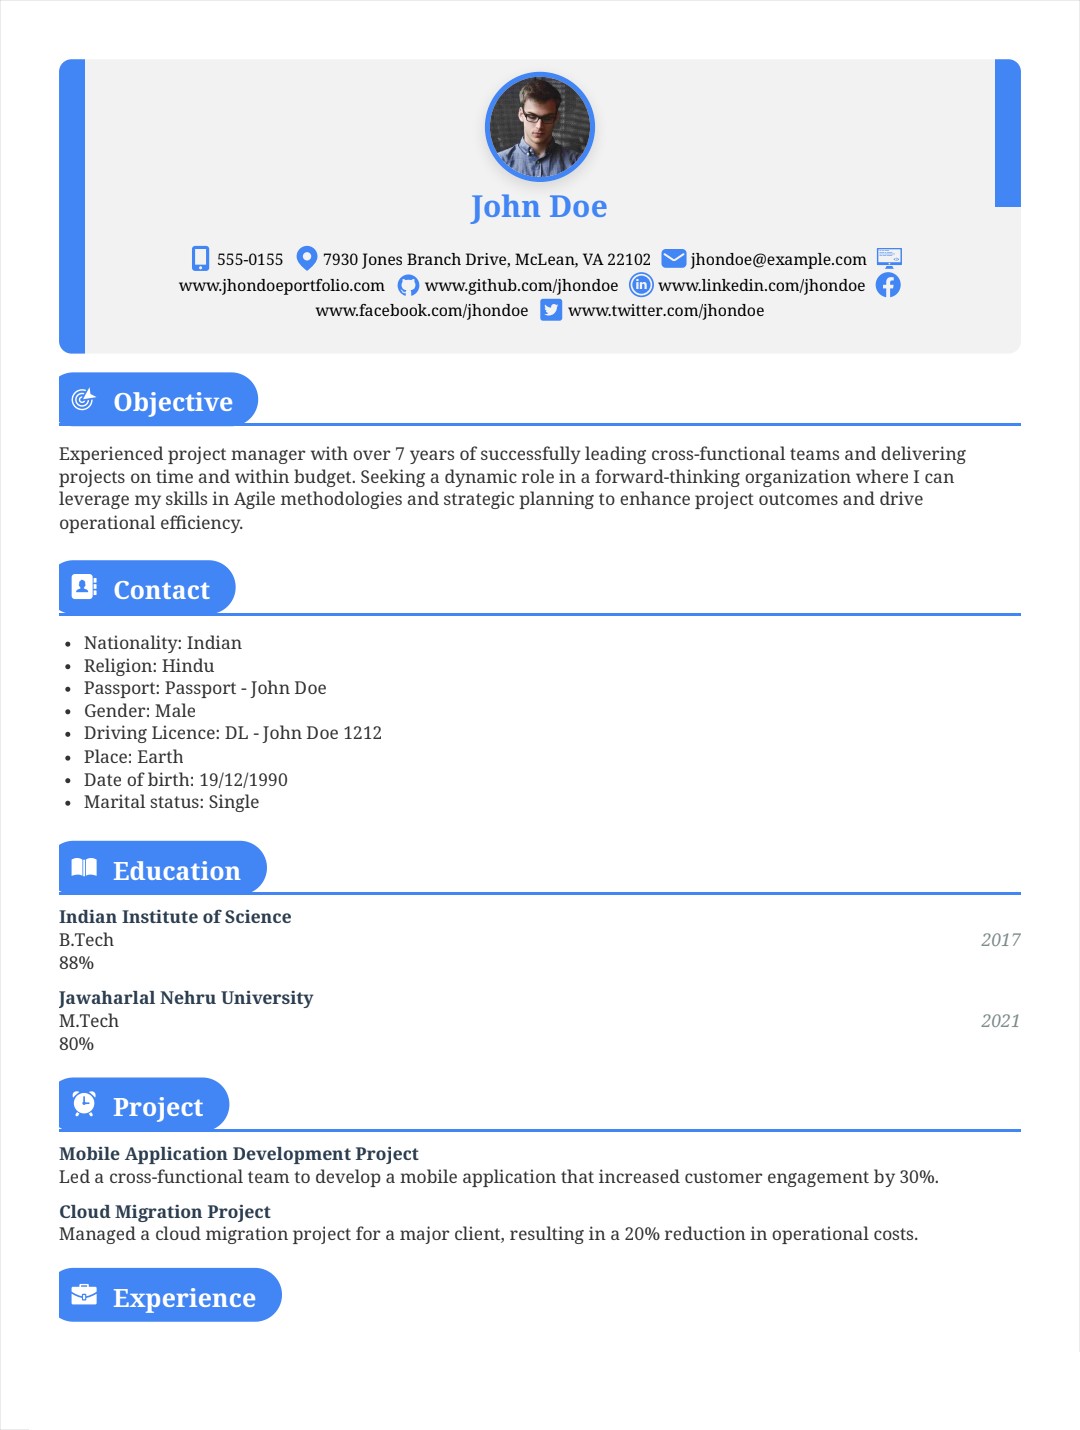 John Doe
555-0155 7930 Jones Branch Drive, McLean, VA 22102 jhondoe@example.com
www.jhondoeportfolio.com www.github.com/jhondoe www.linkedin.com/jhondoe
www.facebook.com/jhondoe www.twitter.com/jhondoe
Objective
Experienced project manager with over 7 years of successfully leading cross-functional teams and delivering
projects on time and within budget. Seeking a dynamic role in a forward-thinking organization where I can
leverage my skills in Agile methodologies and strategic planning to enhance project outcomes and drive
operational efficiency.
Contact
• Nationality: Indian
• Religion: Hindu
• Passport: Passport - John Doe
• Gender: Male
• Driving Licence: DL - John Doe 1212
• Place: Earth
• Date of birth: 19/12/1990
• Marital status: Single
Education
Indian Institute of Science
B.Tech 2017
88%
Jawaharlal Nehru University
M.Tech 2021
80%
Project
Mobile Application Development Project
Led a cross-functional team to develop a mobile application that increased customer engagement by 30%.
Cloud Migration Project
Managed a cloud migration project for a major client, resulting in a 20% reduction in operational costs.
Experience